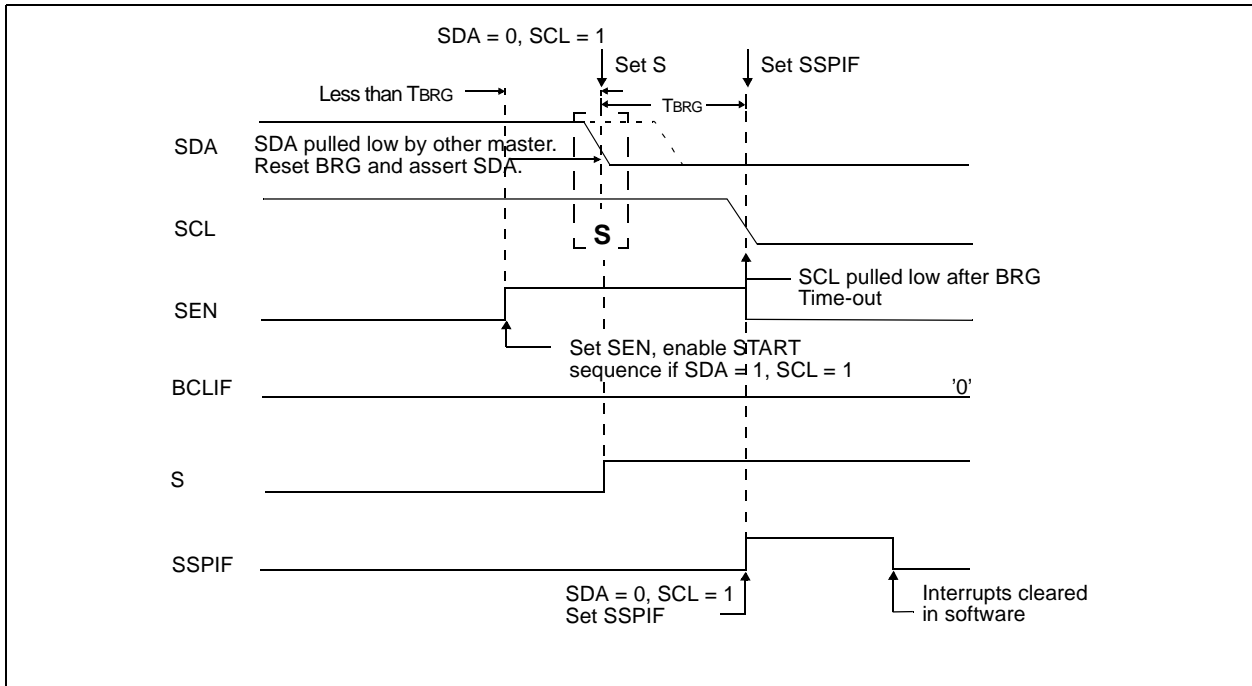 SDA = 0, SCL = 1
Set S
Set SSPIF
Less than TBRG
TBRG
SDA
SDA pulled low by other master.
Reset BRG and assert SDA.
SCL
S
SCL pulled low after BRG
Time-out
SEN
Set SEN, enable START
sequence if SDA = 1, SCL = 1
BCLIF
'0'
S
SSPIF
SDA = 0, SCL = 1
Set SSPIF
Interrupts cleared
in software